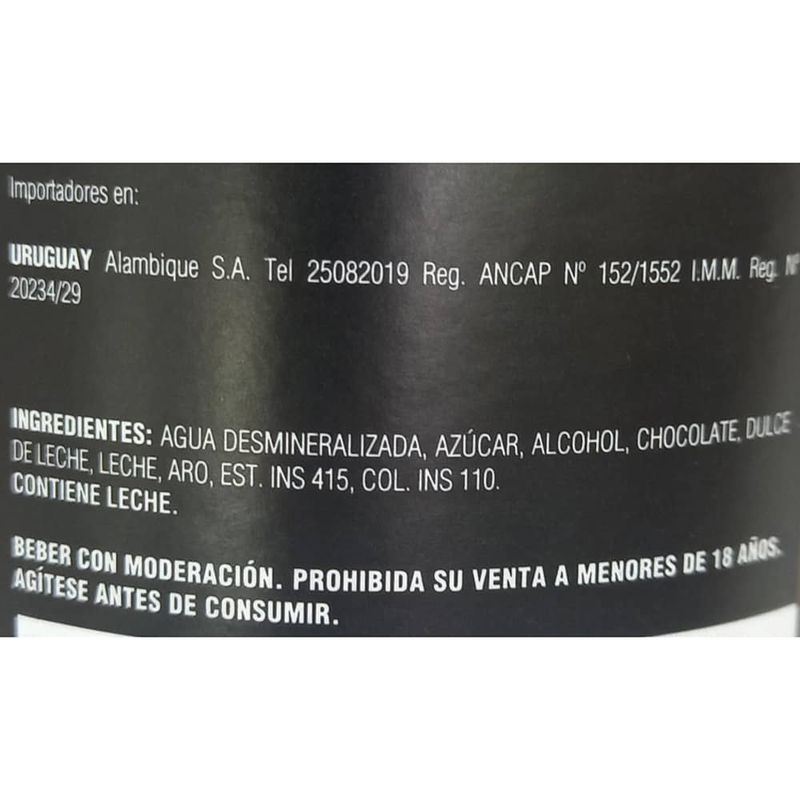 Importadores en:
URUGUAY Alambique S.A. Tel 25082019 Reg. ANCAP Nº 152/1552 I.M.M. Reg. Nº
20234/29
INGREDIENTES: AGUA DESMINERALIZADA, AZÚCAR, ALCOHOL, CHOCOLATE, DULCE
DE LECHE, LECHE, ARO, EST. INS 415, COL. INS 110.
CONTIENE LECHE.
BEBER CON MODERACIÓN. PROHIBIDA SU VENTA A MENORES DE 18 AÑOS.
AGÍTESE ANTES DE CONSUMIR.